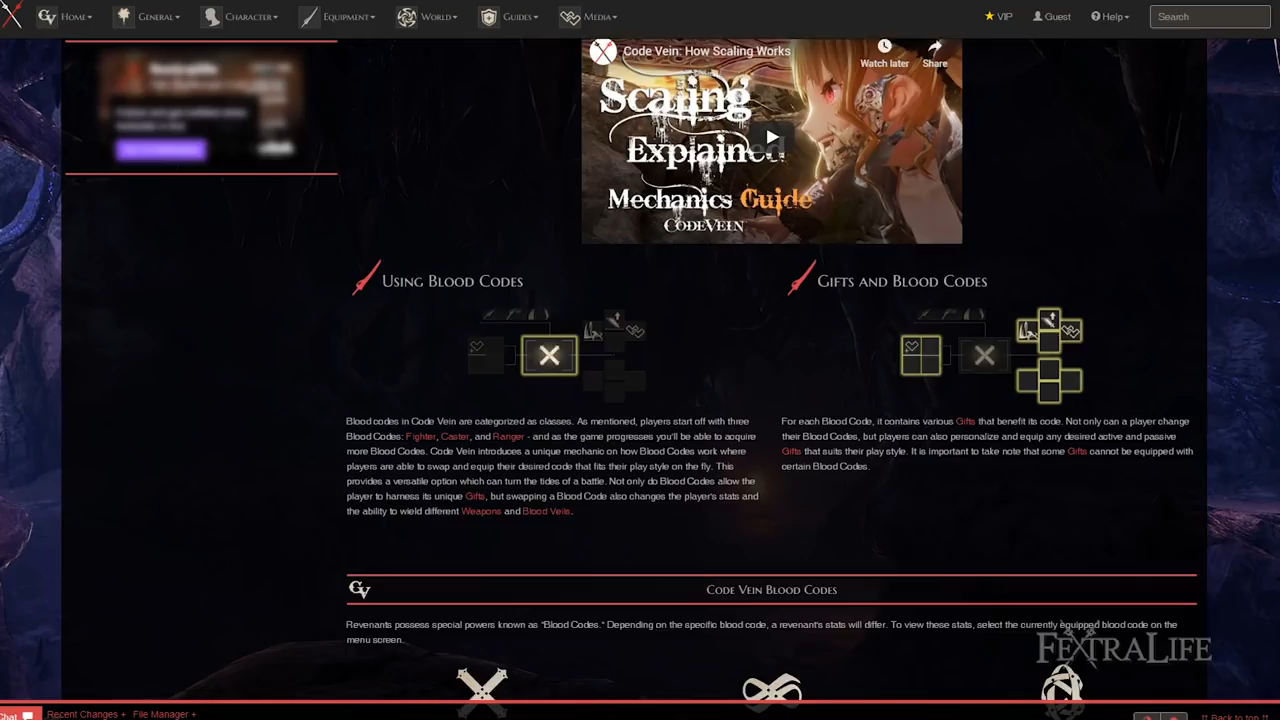 HOME
GENERAL
CHARACTER
EQUIPMENT
WORLD
GUIDES
MEDIA
VIP
Guest
Help
Search
Code Vein: How Scaling Works
Watch later
Share
Scaling
Explained
Mechanics Guide
CODE VEIN
USING BLOOD CODES
Blood codes in Code Vein are categorized as classes. As mentioned, players start off with three
Blood Codes: Fighter, Caster, and Ranger - and as the game progresses you'll be able to acquire
more Blood Codes. Code Vein introduces a unique mechanic on how Blood Codes work where
players are able to swap and equip their desired code that fits their play style on the fly. This
provides a versatile option which can turn the tides of a battle. Not only do Blood Codes allow the
player to harness its unique Gifts, but swapping a Blood Code also changes the player's stats and
the ability to wield different Weapons and Blood Veils.
GIFTS AND BLOOD CODES
For each Blood Code, it contains various Gifts that benefit its code. Not only can a player change
their Blood Codes, but players can also personalize and equip any desired active and passive
Gifts that suits their play style. It is important to take note that some Gifts cannot be equipped with
certain Blood Codes.
CODE VEIN BLOOD CODES
Revenants possess special powers known as "Blood Codes." Depending on the specific blood code, a revenant's stats will differ. To view these stats, select the currently equipped blood code on the
menu screen.
FEXTRALIFE
Chat
Recent Changes +
File Manager +
Back to top